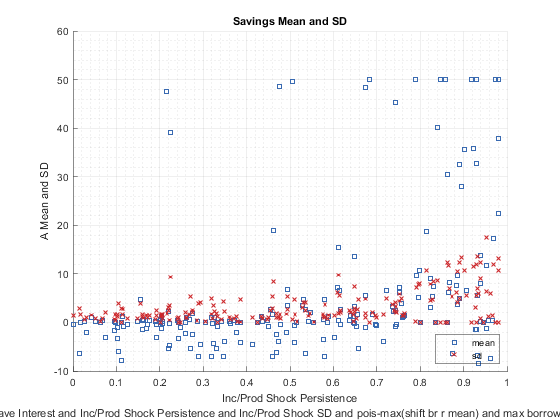 Savings Mean and SD
60
50
40
30
20
10
0
-10
A Mean and SD
0 0.1 0.2 0.3 0.4 0.5 0.6 0.7 0.8 0.9 1
Inc/Prod Shock Persistence
mean
sd
ave Interest and Inc/Prod Shock Persistence and Inc/Prod Shock SD and pois-max(shift br r mean) and max borrow